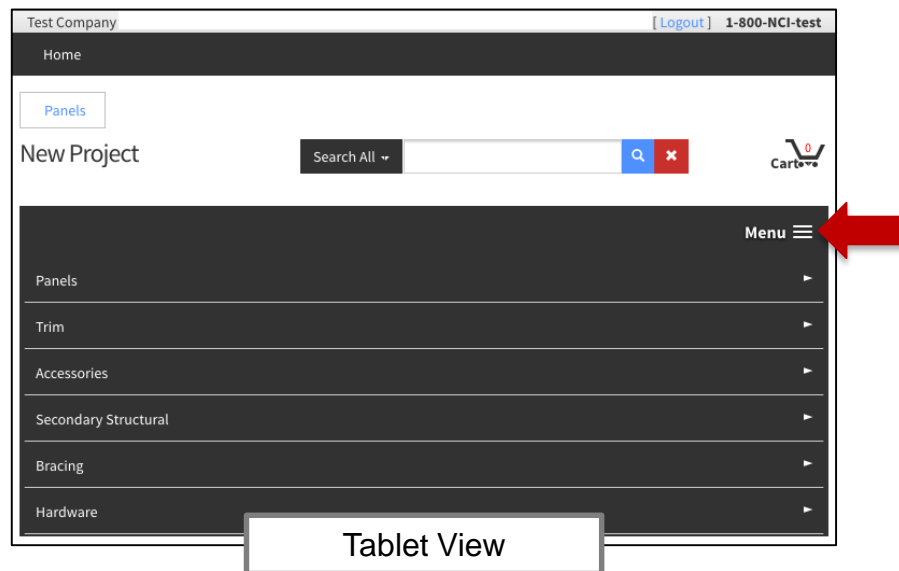 Test Company [ Logout ] 1-800-NCI-test
Home
Panels
New Project Search All 0
Cart
Menu
Panels
Trim
Accessories
Secondary Structural
Bracing
Hardware
Tablet View